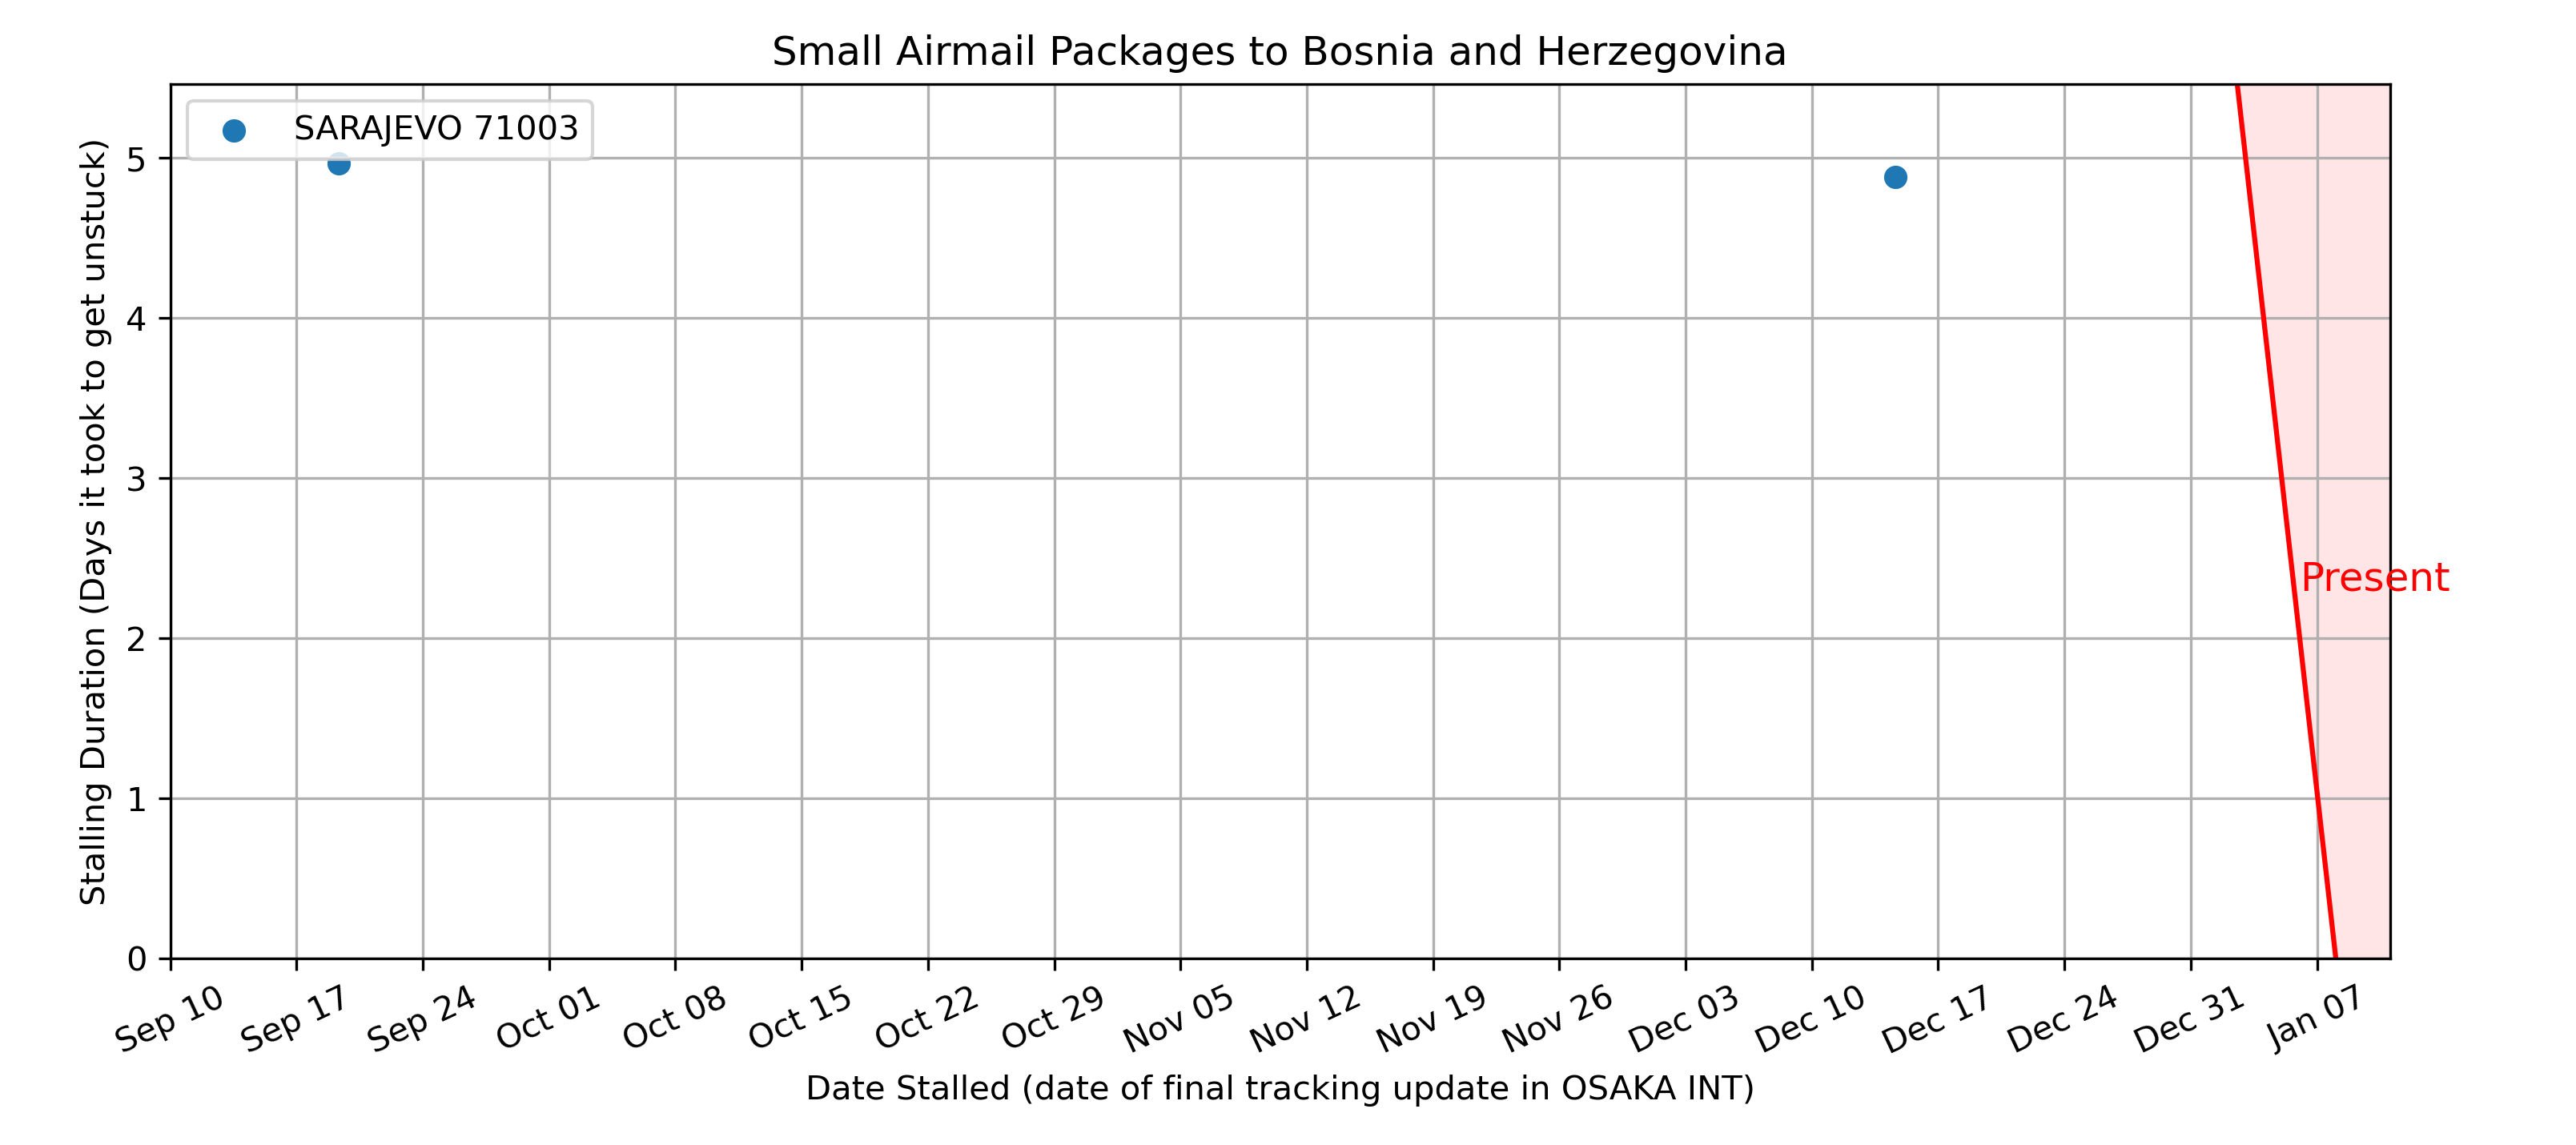 Small Airmail Packages to Bosnia and Herzegovina
SARAJEVO 71003
Stalling Duration (Days it took to get unstuck)
5
4
3
2
1
0
Present
Sep 10
Sep 17
Sep 24
Oct 01
Oct 08
Oct 15
Oct 22
Oct 29
Nov 05
Nov 12
Nov 19
Nov 26
Dec 03
Dec 10
Dec 17
Dec 24
Dec 31
Jan 07
Date Stalled (date of final tracking update in OSAKA INT)